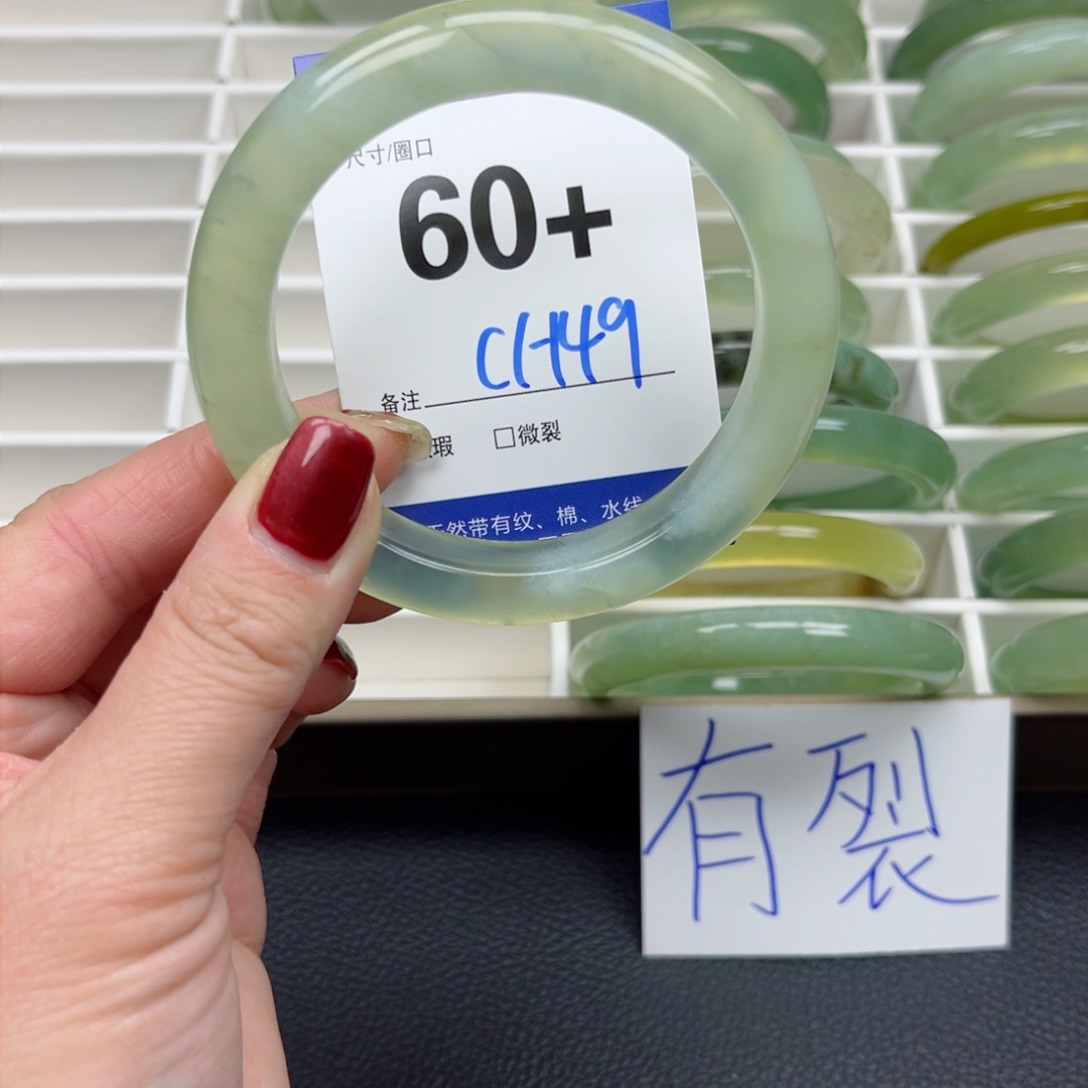 尺寸/圈口
60+
CH49
备注
瑕 □微裂
天然带有纹、棉、水线
有裂